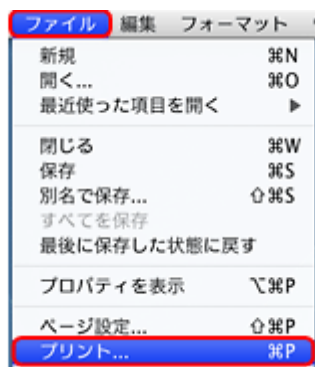 ファイル 編集 フォーマット
新規 ⌘N
開く... ⌘O
最近使った項目を開く ▶
閉じる ⌘W
保存 ⌘S
別名で保存... ⇧⌘S
すべてを保存
最後に保存した状態に戻す
プロパティを表示 ⌥⌘P
ページ設定... ⇧⌘P
プリント... ⌘P